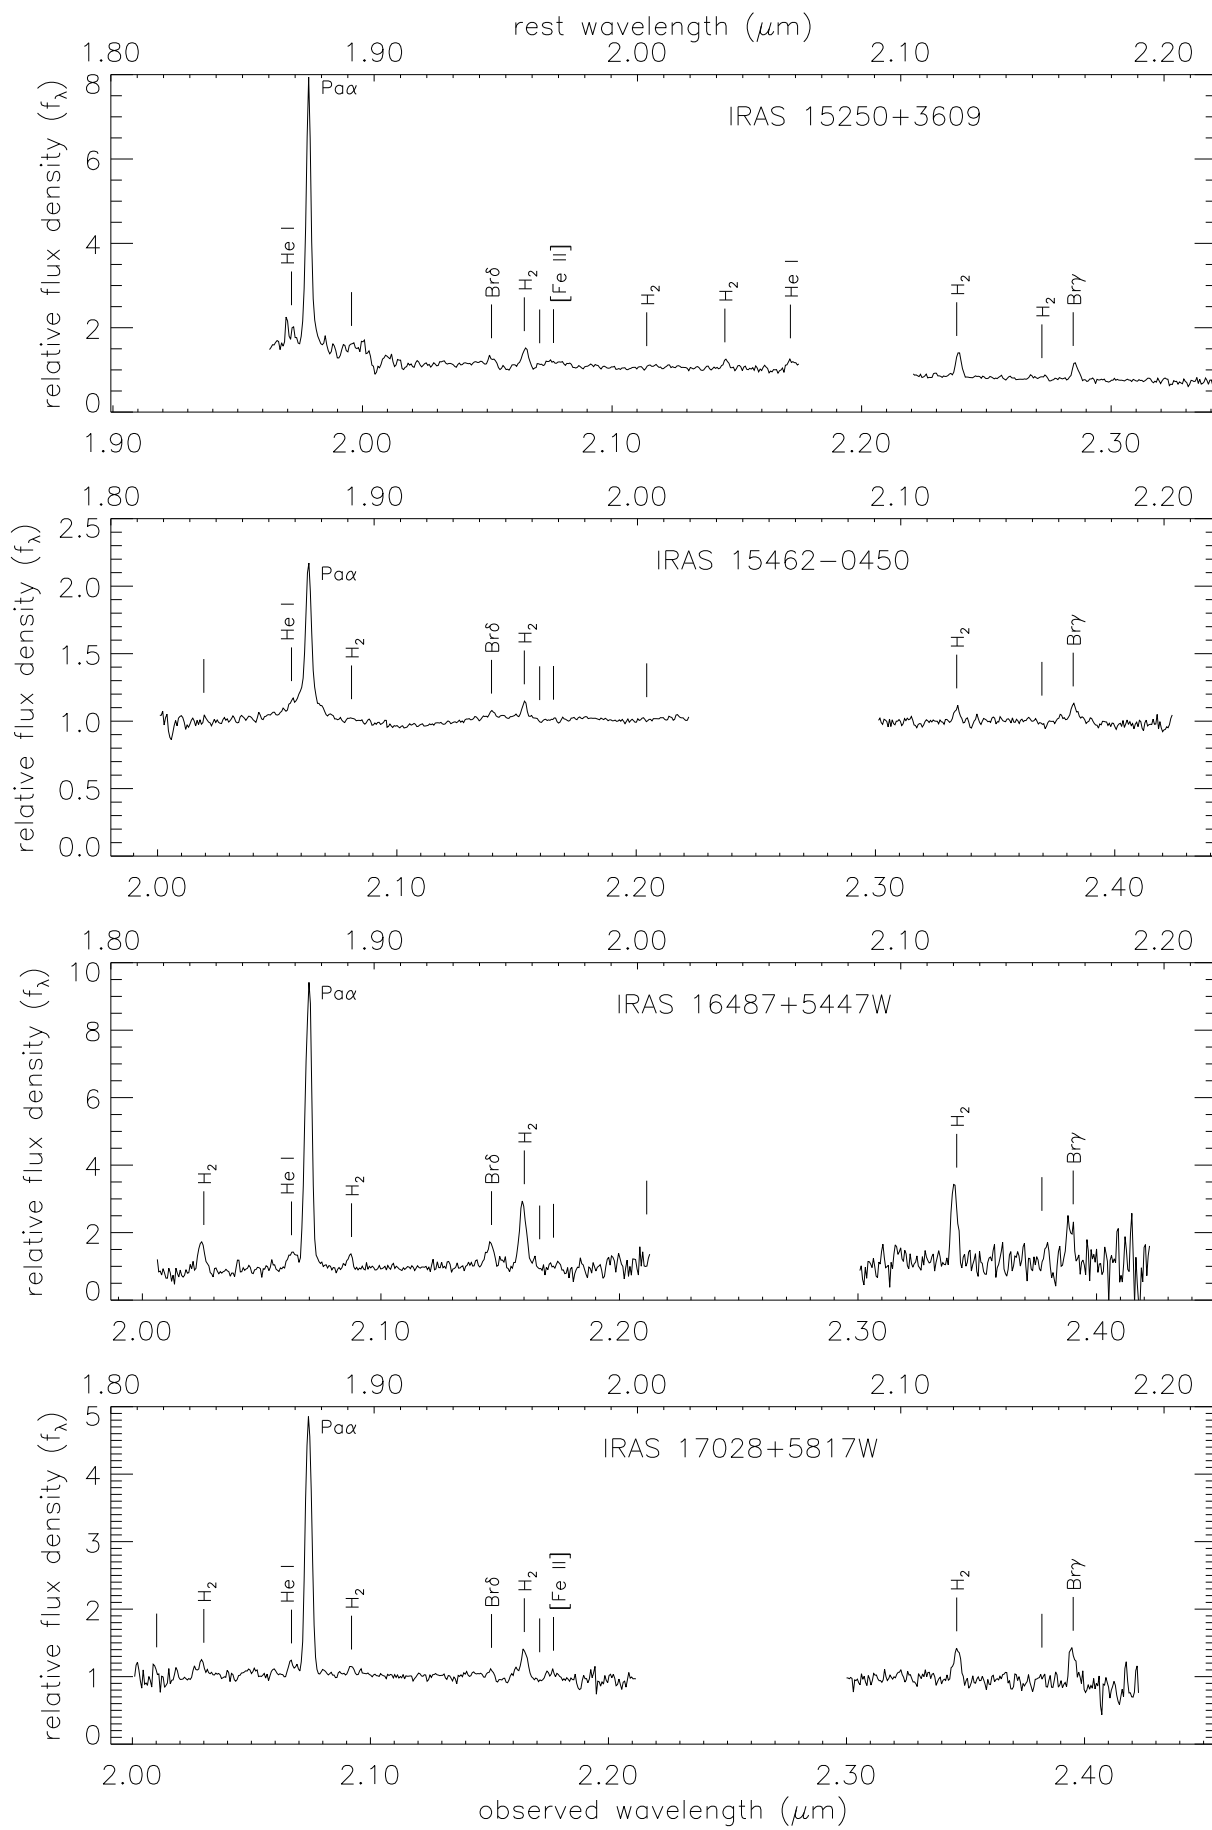 rest wavelength (μm)
1.80 1.90 2.00 2.10 2.20
relative flux density (fλ)
8
6
4
2
0
IRAS 15250+3609
He I
Paα
Brδ
H2
[Fe II]
H2
H2
He I
H2
H2
Brγ
1.90 2.00 2.10 2.20 2.30
1.80 1.90 2.00 2.10 2.20
relative flux density (fλ)
2.5
2.0
1.5
1.0
0.5
0.0
IRAS 15462−0450
He I
Paα
H2
Brδ
H2
H2
Brγ
2.00 2.10 2.20 2.30 2.40
1.80 1.90 2.00 2.10 2.20
relative flux density (fλ)
10
8
6
4
2
0
IRAS 16487+5447W
H2
He I
Paα
H2
Brδ
H2
H2
Brγ
2.00 2.10 2.20 2.30 2.40
1.80 1.90 2.00 2.10 2.20
relative flux density (fλ)
5
4
3
2
1
0
IRAS 17028+5817W
H2
He I
Paα
H2
Brδ
H2
[Fe II]
H2
Brγ
2.00 2.10 2.20 2.30 2.40
observed wavelength (μm)